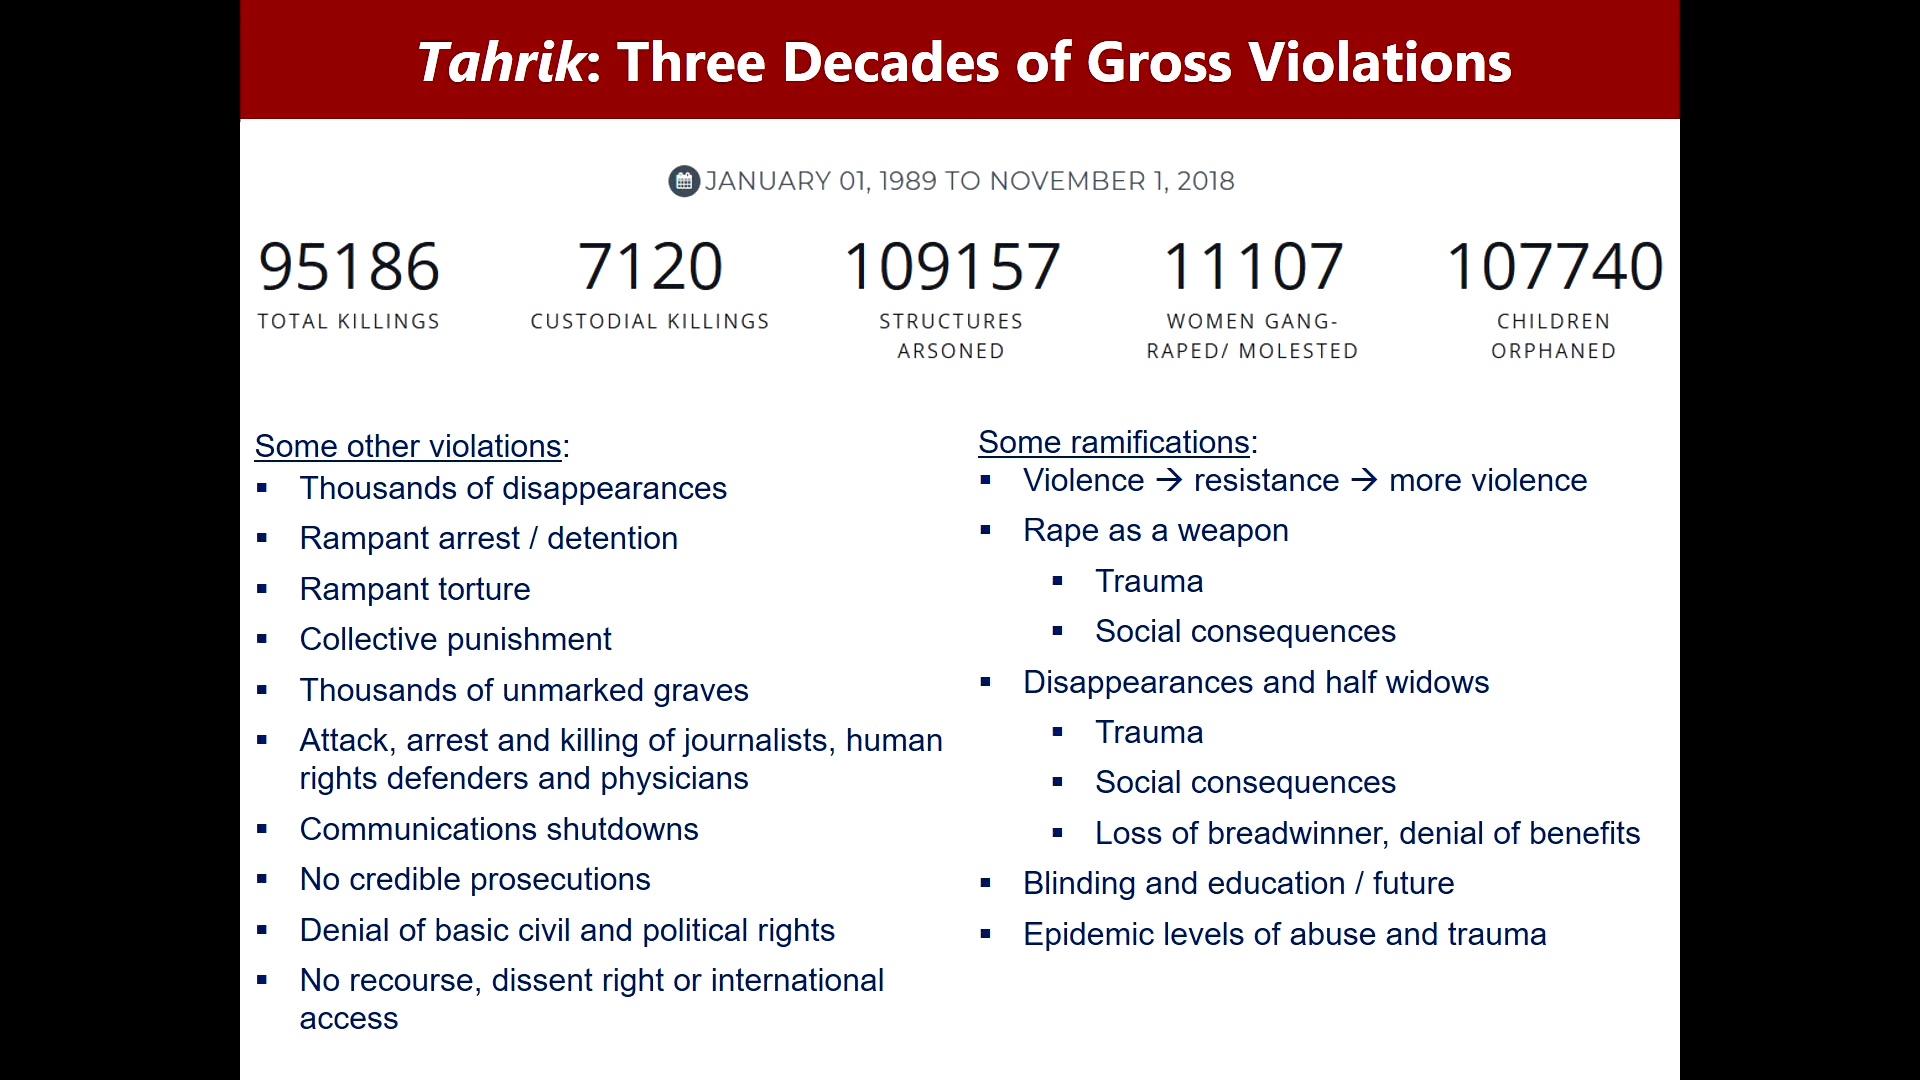 Tahrik: Three Decades of Gross Violations
JANUARY 01, 1989 TO NOVEMBER 1, 2018
95186
TOTAL KILLINGS
7120
CUSTODIAL KILLINGS
109157
STRUCTURES
ARSONED
11107
WOMEN GANG-
RAPED/ MOLESTED
107740
CHILDREN
ORPHANED
Some other violations:
▪ Thousands of disappearances
▪ Rampant arrest / detention
▪ Rampant torture
▪ Collective punishment
▪ Thousands of unmarked graves
▪ Attack, arrest and killing of journalists, human
rights defenders and physicians
▪ Communications shutdowns
▪ No credible prosecutions
▪ Denial of basic civil and political rights
▪ No recourse, dissent right or international
access
Some ramifications:
▪ Violence → resistance → more violence
▪ Rape as a weapon
▪ Trauma
▪ Social consequences
▪ Disappearances and half widows
▪ Trauma
▪ Social consequences
▪ Loss of breadwinner, denial of benefits
▪ Blinding and education / future
▪ Epidemic levels of abuse and trauma